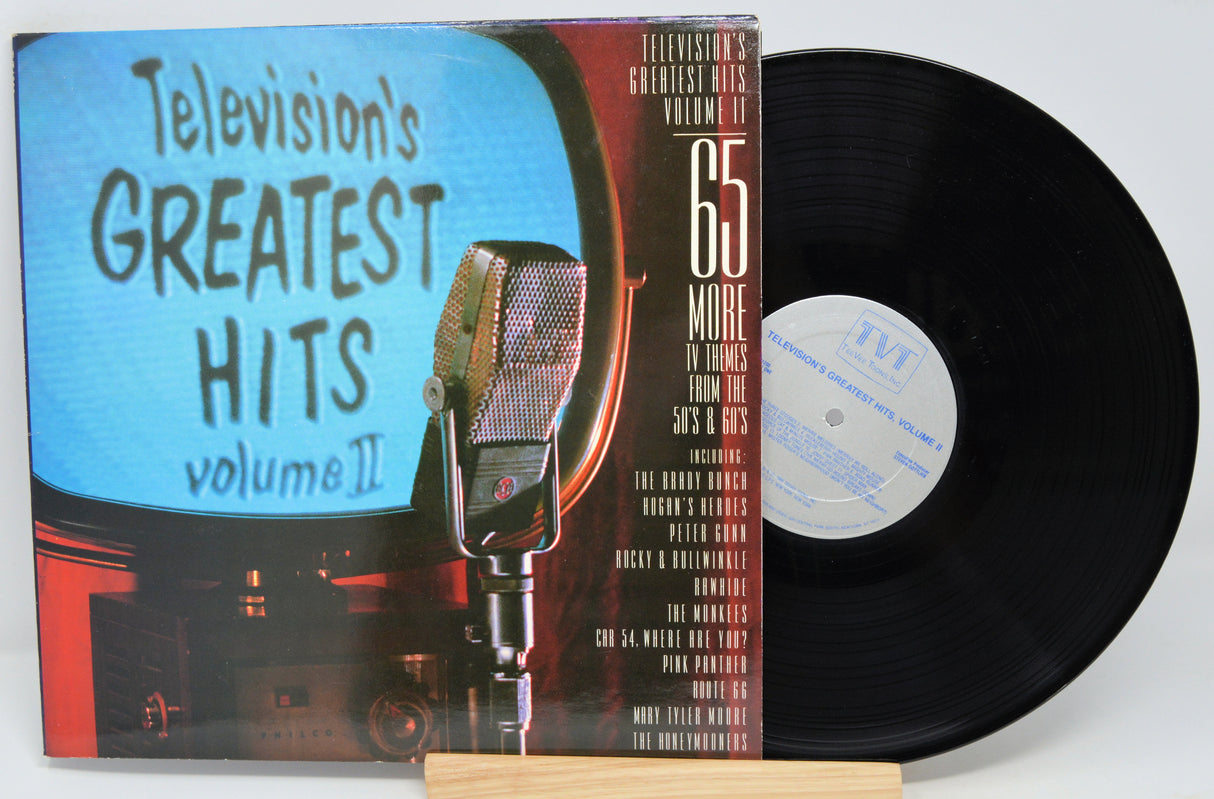 Television's
GREATEST
HITS
volume II
TELEVISION'S
GREATEST HITS
VOLUME II
65
MORE
TV THEMES
FROM THE
50'S & 60'S
INCLUDING:
THE BRADY BUNCH
HOGAN'S HEROES
PETER GUNN
ROCKY & BULLWINKLE
RAWHIDE
THE MONKEES
CAR 54, WHERE ARE YOU?
PINK PANTHER
ROUTE 66
MARY TYLER MOORE
THE HONEYMOONERS
PHILCO
TVT
TEEVEE TOONS, INC.
TELEVISION'S GREATEST HITS, VOLUME II